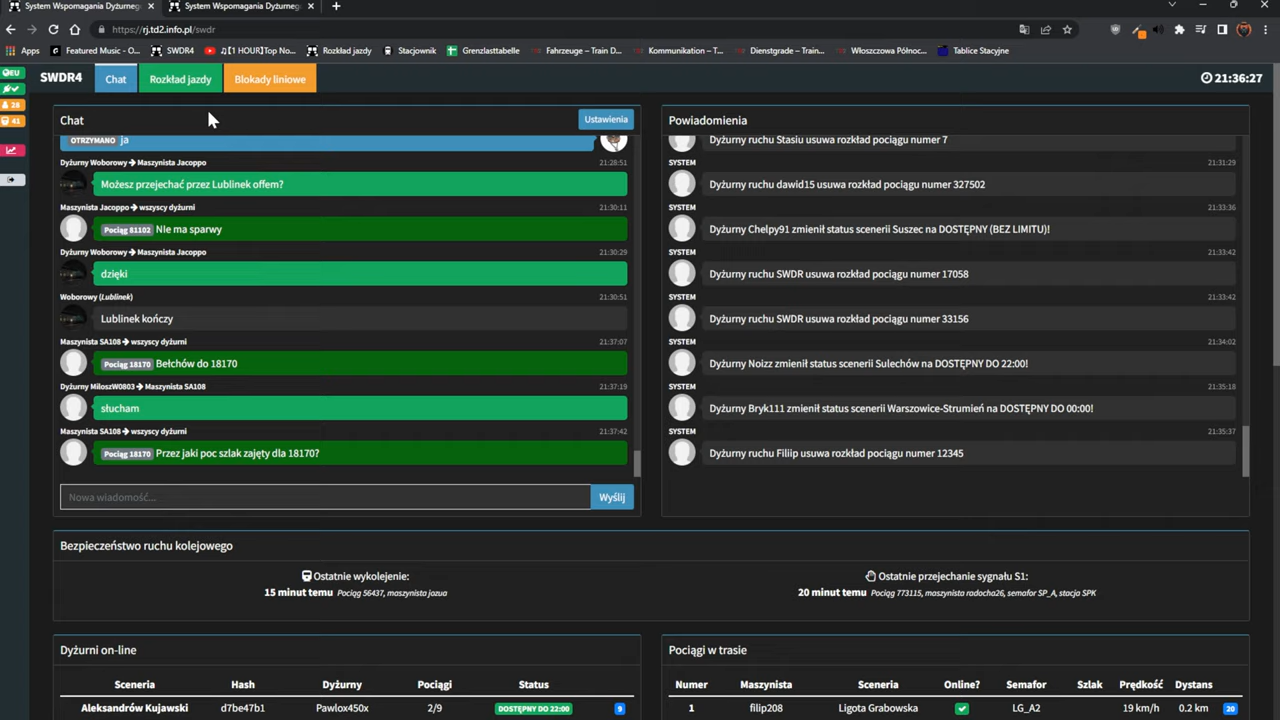 System Wspomagania Dyżurneg
System Wspomagania Dyżurneg
https://rj.td2.info.pl/swdr
Apps
Featured Music - O...
SWDR4
[1 HOUR]Top No...
Rozkład jazdy
Stacjownik
Grenzlasttabelle
Fahrzeuge – Train D...
Kommunikation – T...
Dienstgrade – Train...
Włoszczowa Północ...
Tablice Stacyjne
EU
28
41
SWDR4
Chat
Rozkład jazdy
Blokady liniowe
21:36:27
Chat
Ustawienia
OTRZYMANO ja
Dyżurny Woborowy → Maszynista Jacoppo 21:28:51
Możesz przejechać przez Lublinek offem?
Maszynista Jacoppo → wszyscy dyżurni 21:30:11
Pociąg 81102 NIe ma sparwy
Dyżurny Woborowy → Maszynista Jacoppo 21:30:29
dzięki
Woborowy (Lublinek) 21:30:51
Lublinek kończy
Maszynista SA108 → wszyscy dyżurni 21:37:07
Pociąg 18170 Bełchów do 18170
Dyżurny MiloszW0803 → Maszynista SA108 21:37:19
słucham
Maszynista SA108 → wszyscy dyżurni 21:37:42
Pociąg 18170 Przez jaki poc szlak zajęty dla 18170?
Nowa wiadomość...
Wyślij
Powiadomienia
Dyżurny ruchu Stasiu usuwa rozkład pociągu numer 7
SYSTEM 21:31:29
Dyżurny ruchu dawid15 usuwa rozkład pociągu numer 327502
SYSTEM 21:33:36
Dyżurny Chelpy91 zmienił status scenerii Suszec na DOSTĘPNY (BEZ LIMITU)!
SYSTEM 21:33:42
Dyżurny ruchu SWDR usuwa rozkład pociągu numer 17058
SYSTEM 21:33:42
Dyżurny ruchu SWDR usuwa rozkład pociągu numer 33156
SYSTEM 21:34:02
Dyżurny Noizz zmienił status scenerii Sulechów na DOSTĘPNY DO 22:00!
SYSTEM 21:35:18
Dyżurny Bryk111 zmienił status scenerii Warszowice-Strumień na DOSTĘPNY DO 00:00!
SYSTEM 21:35:37
Dyżurny ruchu Filiip usuwa rozkład pociągu numer 12345
Bezpieczeństwo ruchu kolejowego
Ostatnie wykolejenie:
15 minut temu Pociąg 56437, maszynista jazua
Ostatnie przejechanie sygnału S1:
20 minut temu Pociąg 773115, maszynista radocha26, semafor SP_A, stacja SPK
Dyżurni on-line
Sceneria Hash Dyżurny Pociągi Status
Aleksandrów Kujawski d7be47b1 Pawlox450x 2/9 DOSTĘPNY DO 22:00 9
Pociągi w trasie
Numer Maszynista Sceneria Online? Semafor Szlak Prędkość Dystans
1 filip208 Ligota Grabowska LG_A2 19 km/h 0.2 km 20